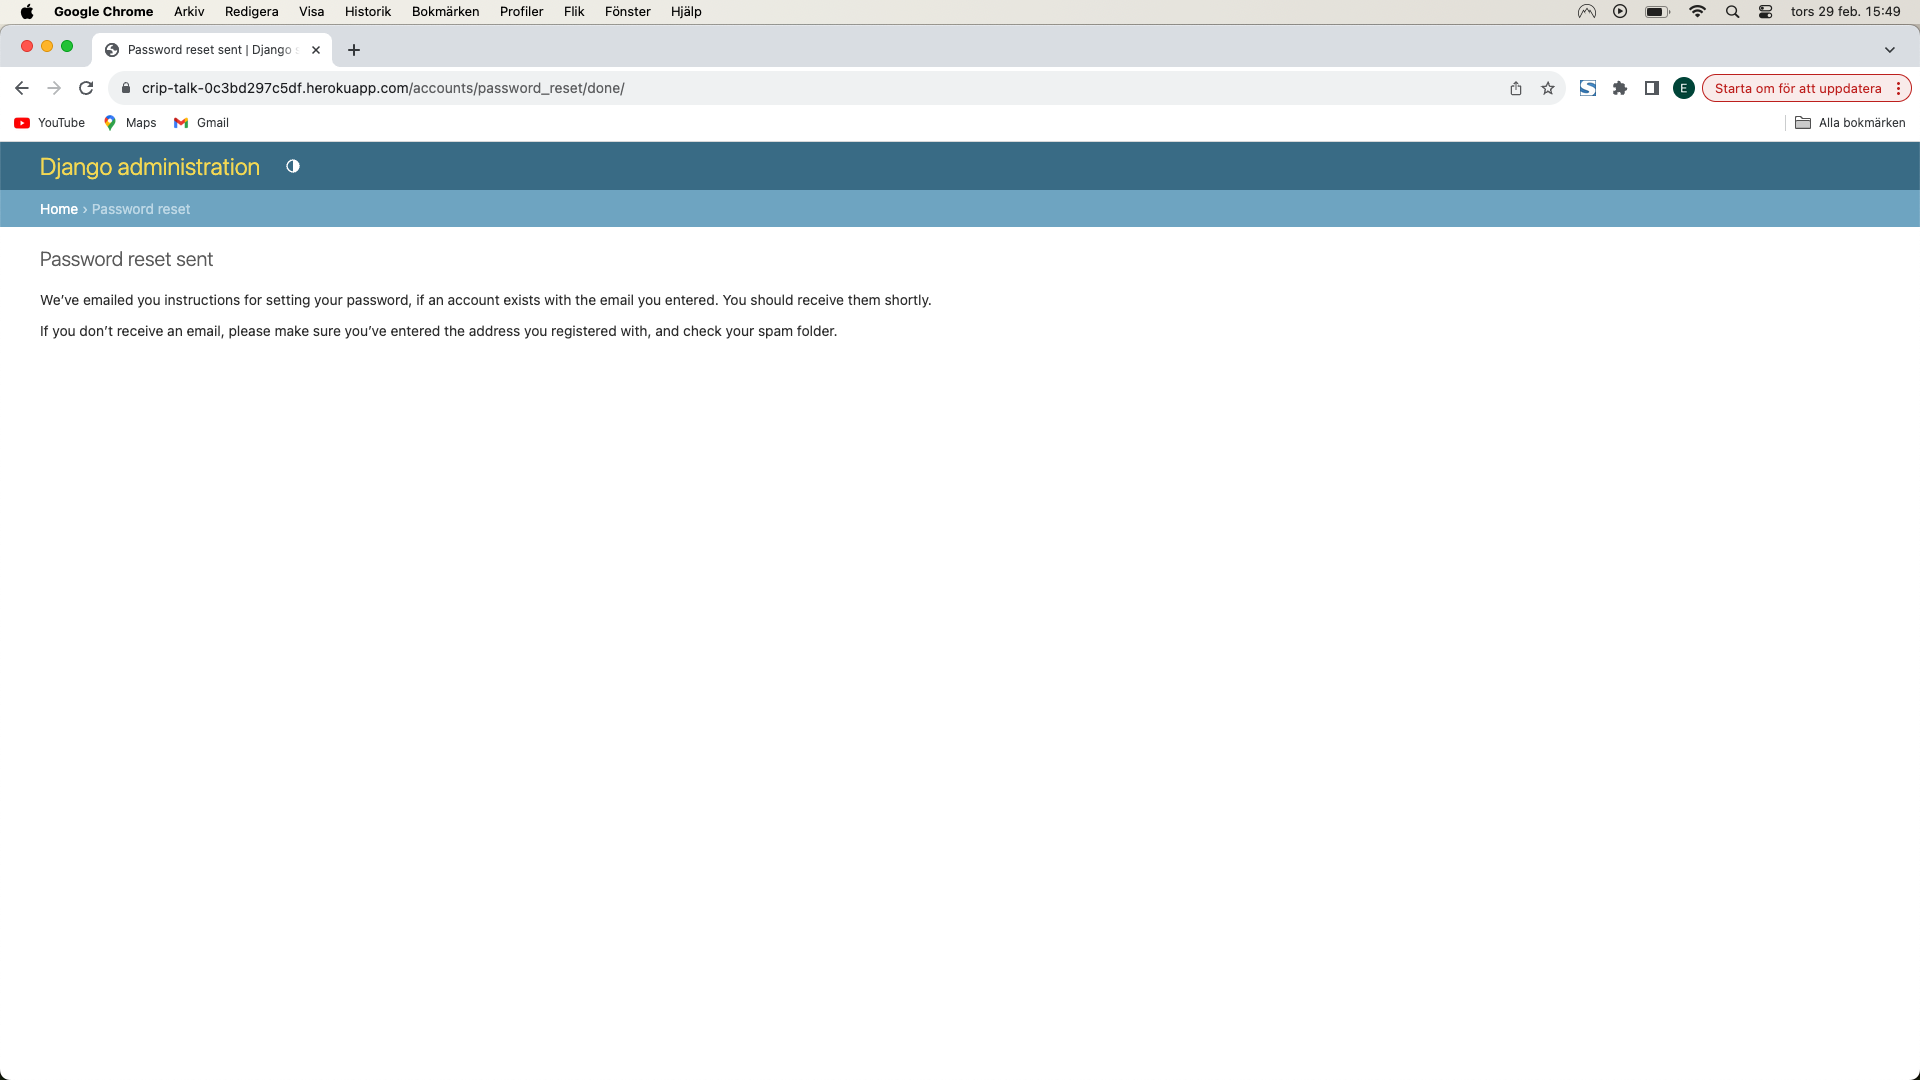 Google Chrome Arkiv Redigera Visa Historik Bokmärken Profiler Flik Fönster Hjälp tors 29 feb. 15:49
Password reset sent | Django s
crip-talk-0c3bd297c5df.herokuapp.com/accounts/password_reset/done/ E Starta om för att uppdatera
YouTube Maps Gmail Alla bokmärken
Django administration
Home › Password reset
Password reset sent
We’ve emailed you instructions for setting your password, if an account exists with the email you entered. You should receive them shortly.
If you don’t receive an email, please make sure you’ve entered the address you registered with, and check your spam folder.